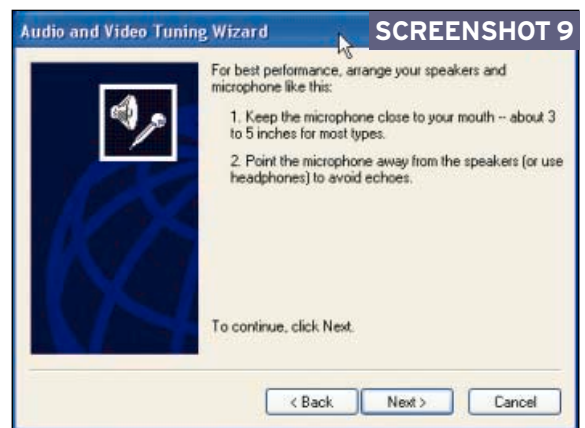 Audio and Video Tuning Wizard
SCREENSHOT 9
For best performance, arrange your speakers and
microphone like this:
1. Keep the microphone close to your mouth -- about 3
to 5 inches for most types.
2. Point the microphone away from the speakers (or use
headphones) to avoid echoes.
To continue, click Next.
< Back
Next >
Cancel